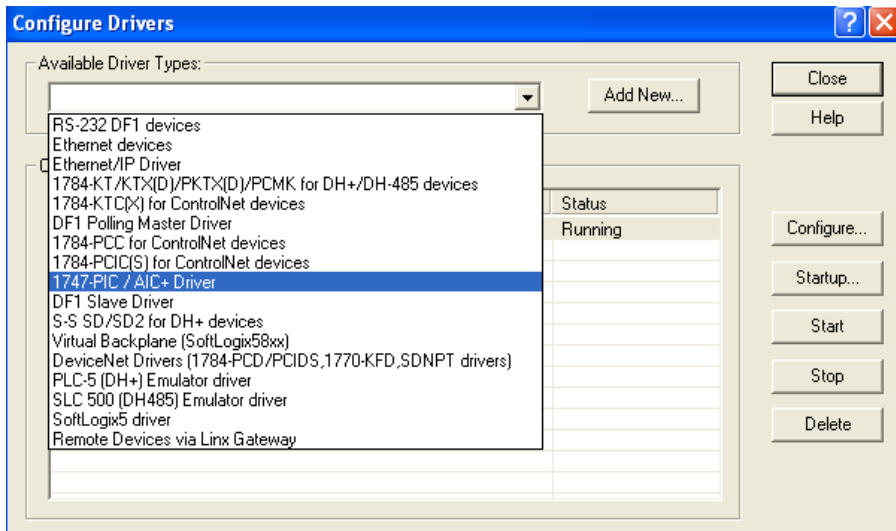 Configure Drivers
Available Driver Types:
Add New...
Close
Help
RS-232 DF1 devices
Ethernet devices
Ethernet/IP Driver
1784-KT/KTX(D)/PKTX(D)/PCMK for DH+/DH-485 devices
1784-KTC(X) for ControlNet devices
DF1 Polling Master Driver
1784-PCC for ControlNet devices
1784-PCIC(S) for ControlNet devices
1747-PIC / AIC+ Driver
DF1 Slave Driver
S-S SD/SD2 for DH+ devices
Virtual Backplane (SoftLogix58xx)
DeviceNet Drivers (1784-PCD/PCIDS,1770-KFD,SDNPT drivers)
PLC-5 (DH+) Emulator driver
SLC 500 (DH485) Emulator driver
SoftLogix5 driver
Remote Devices via Linx Gateway
Status
Running
Configure...
Startup...
Start
Stop
Delete